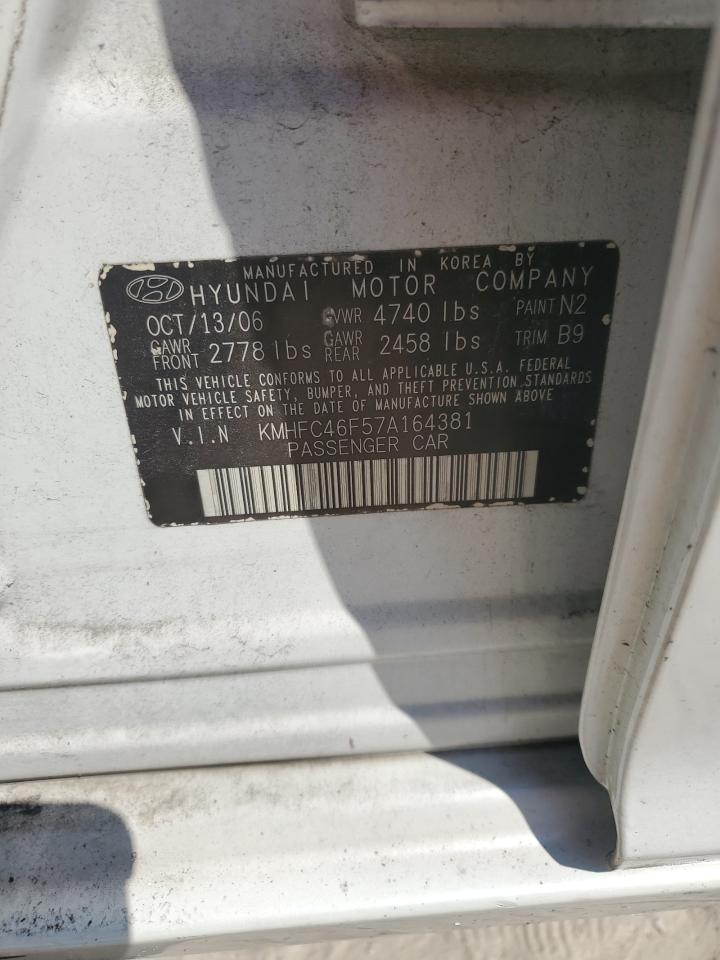 MANUFACTURED IN KOREA BY
HYUNDAI MOTOR COMPANY
OCT/13/06 GVWR 4740 lbs PAINT N2
GAWR FRONT 2778 lbs GAWR REAR 2458 lbs TRIM B9
THIS VEHICLE CONFORMS TO ALL APPLICABLE U.S.A. FEDERAL
MOTOR VEHICLE SAFETY, BUMPER, AND THEFT PREVENTION STANDARDS
IN EFFECT ON THE DATE OF MANUFACTURE SHOWN ABOVE
V.I.N KMHFC46F57A164381
PASSENGER CAR